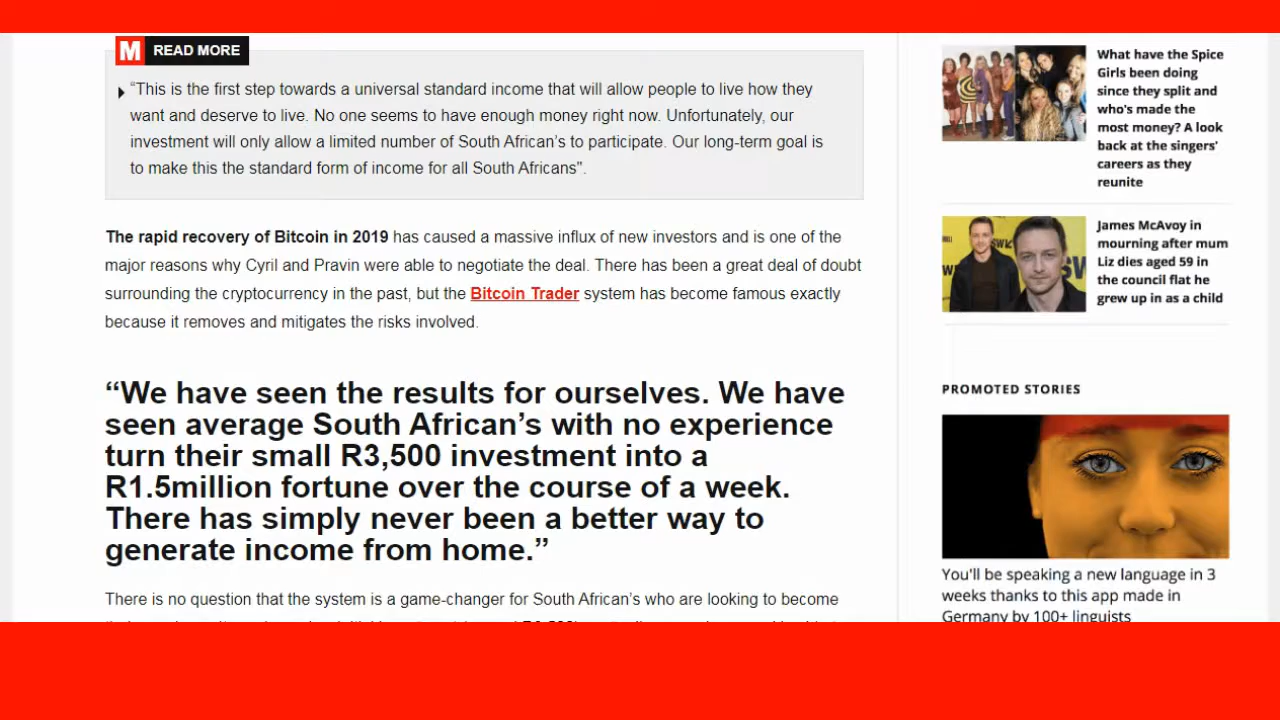 M READ MORE
“This is the first step towards a universal standard income that will allow people to live how they
want and deserve to live. No one seems to have enough money right now. Unfortunately, our
investment will only allow a limited number of South African’s to participate. Our long-term goal is
to make this the standard form of income for all South Africans”.
The rapid recovery of Bitcoin in 2019 has caused a massive influx of new investors and is one of the
major reasons why Cyril and Pravin were able to negotiate the deal. There has been a great deal of doubt
surrounding the cryptocurrency in the past, but the Bitcoin Trader system has become famous exactly
because it removes and mitigates the risks involved.
“We have seen the results for ourselves. We have
seen average South African’s with no experience
turn their small R3,500 investment into a
R1.5million fortune over the course of a week.
There has simply never been a better way to
generate income from home.”
There is no question that the system is a game-changer for South African’s who are looking to become
What have the Spice
Girls been doing
since they split and
who's made the
most money? A look
back at the singers'
careers as they
reunite
James McAvoy in
mourning after mum
Liz dies aged 59 in
the council flat he
grew up in as a child
PROMOTED STORIES
You'll be speaking a new language in 3
weeks thanks to this app made in
Germany by 100+ linguists